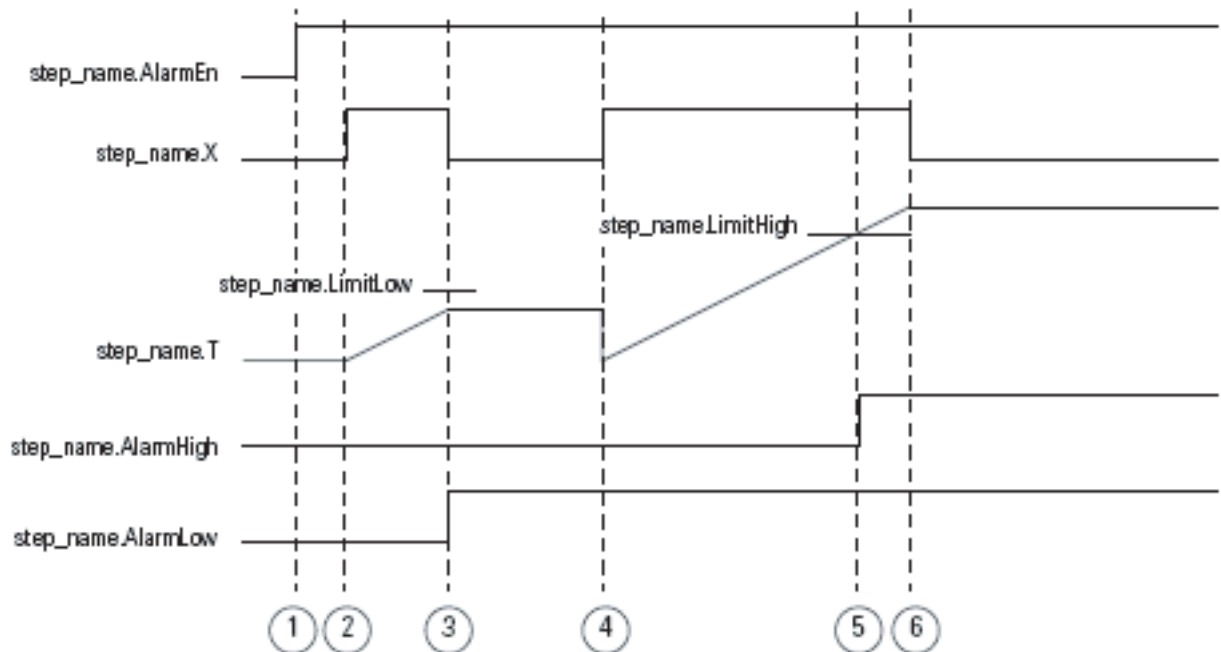 step_name.AlarmEn
step_name.X
step_name.LimitHigh
step_name.LimitLow
step_name.T
step_name.AlarmHigh
step_name.AlarmLow
1 2 3 4 5 6